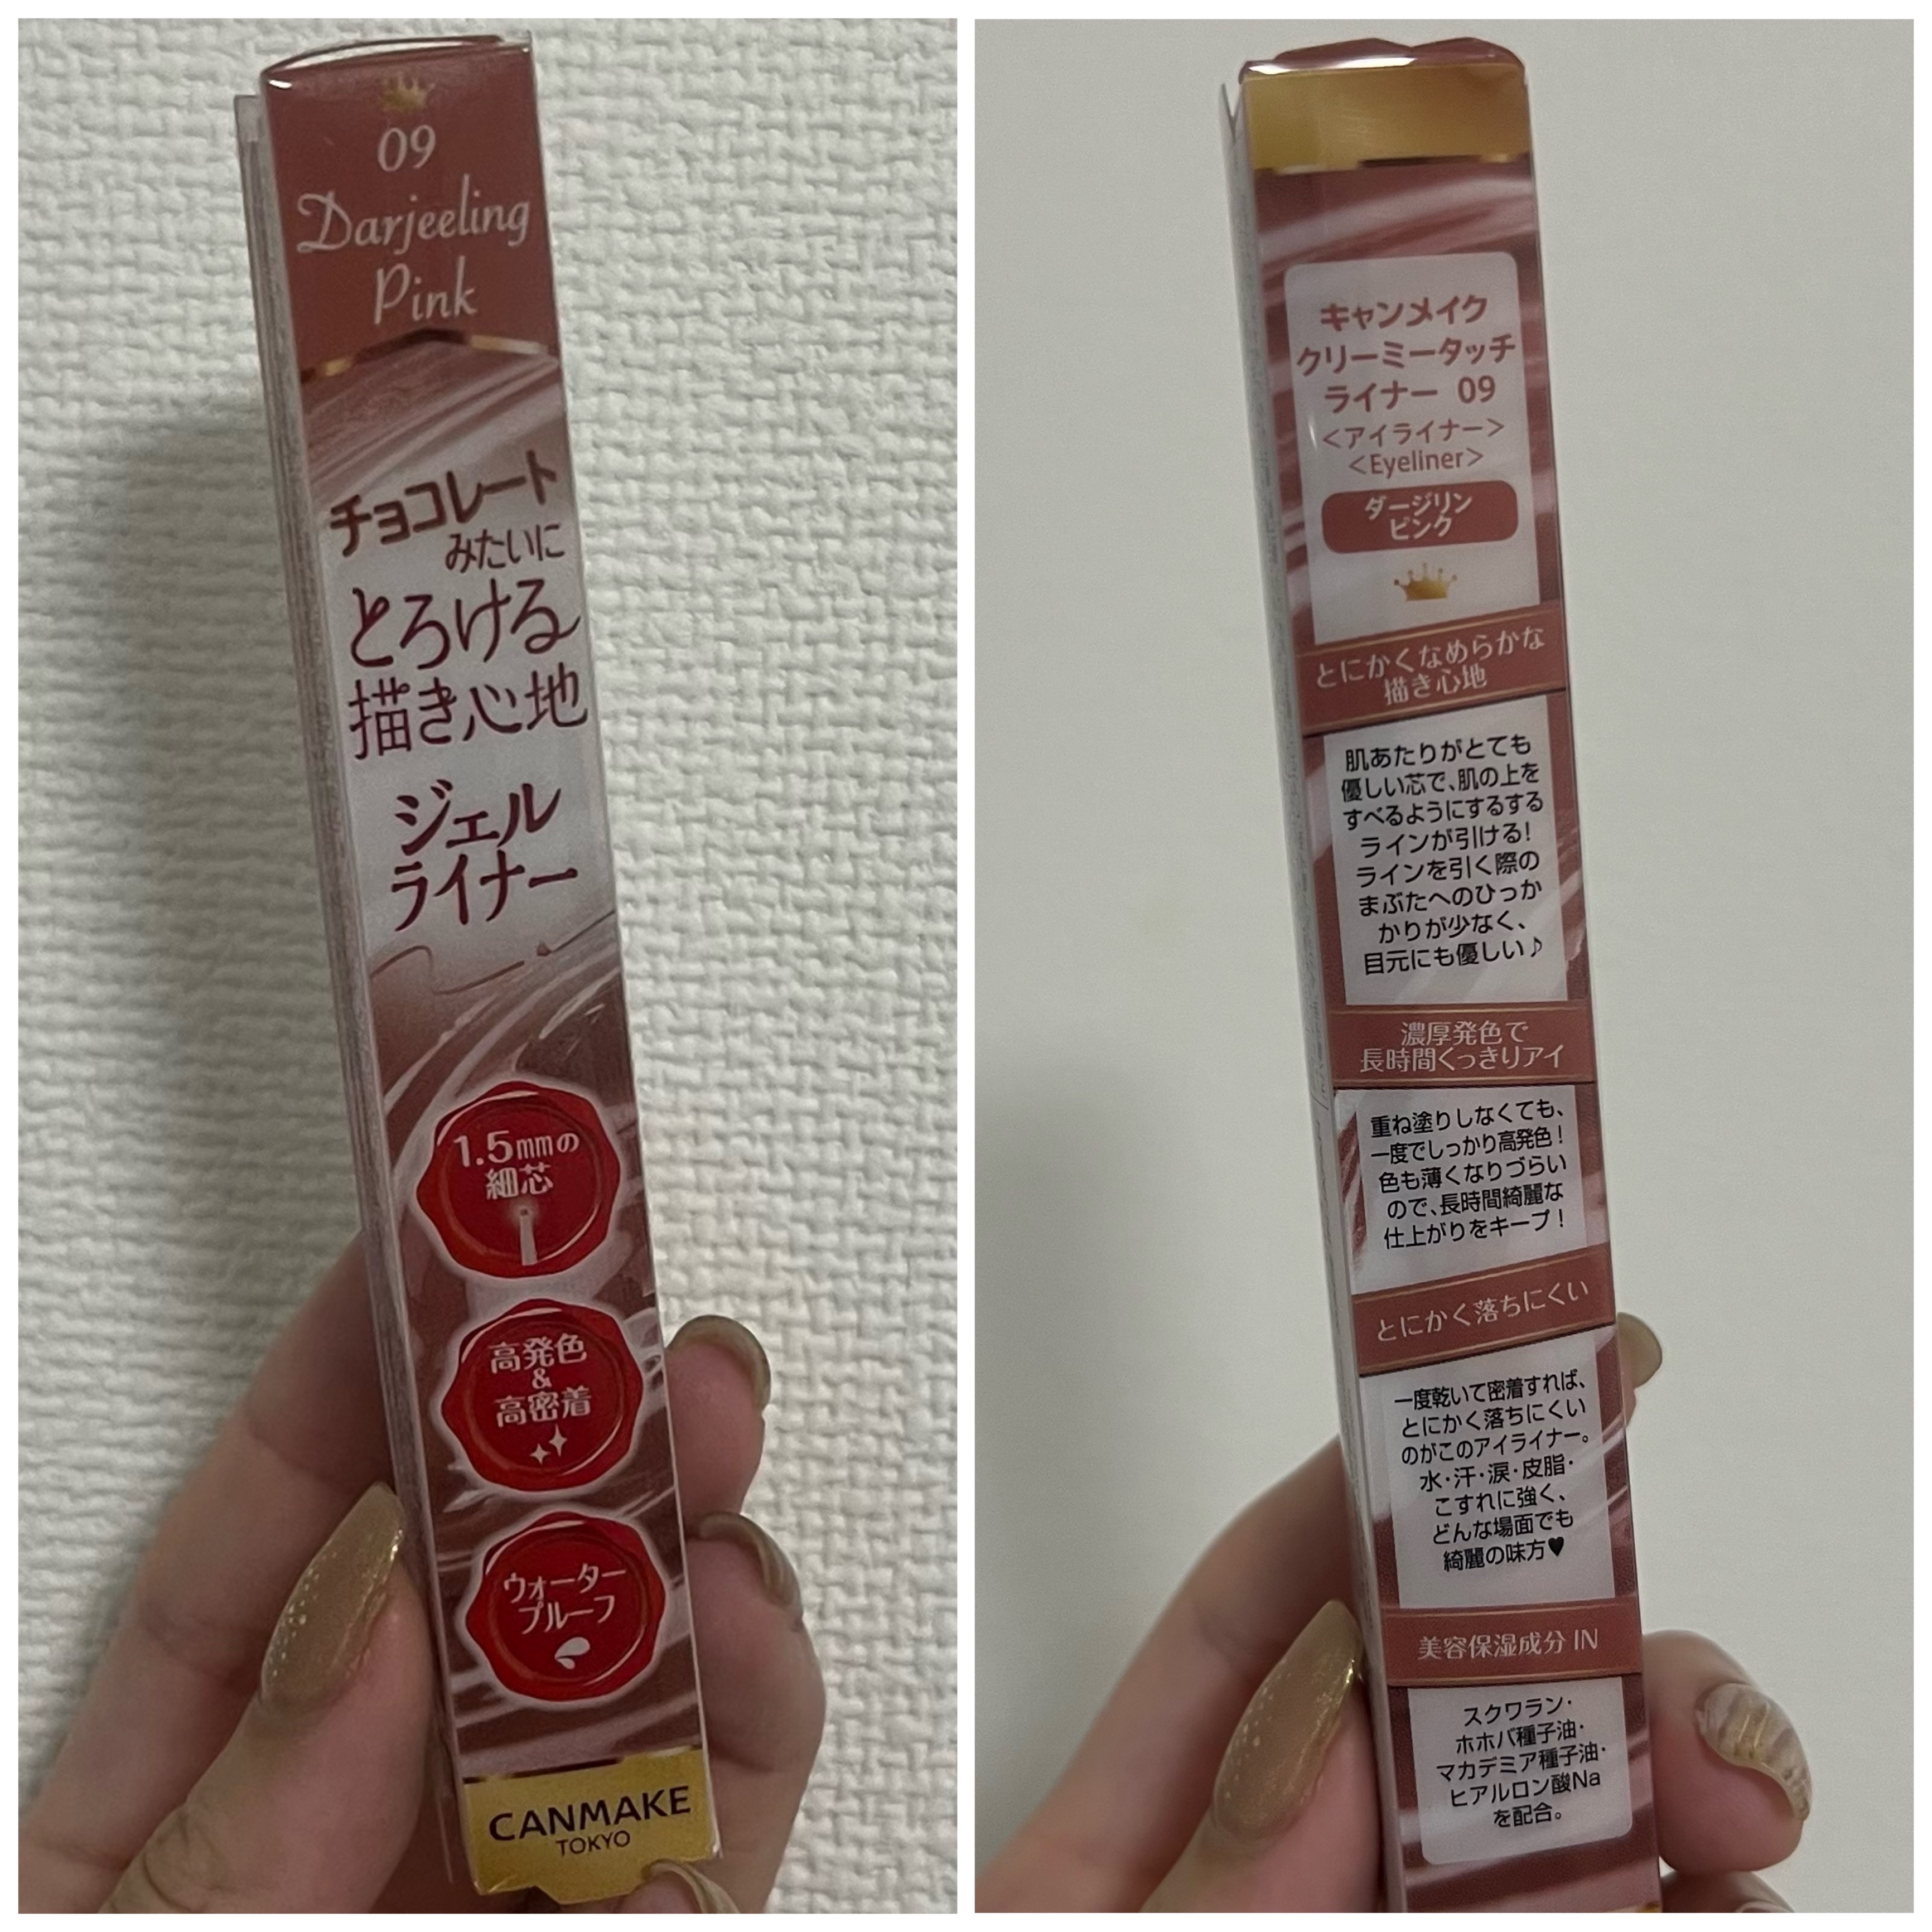 09
Darjeeling
Pink
チョコレート
みたいに
とろける
描き心地
ジェル
ライナー
1.5mmの
細芯
高発色
&
高密着
ウォーター
プルーフ
CANMAKE
TOKYO
キャンメイク
クリーミータッチ
ライナー 09
<アイライナー>
<Eyeliner>
ダージリン
ピンク
とにかくなめらかな
描き心地
肌あたりがとても
優しい芯で、肌の上を
すべるようにするする
ラインが引ける!
ラインを引く際の
まぶたへのひっか
かりが少なく、
目元にも優しい♪
濃厚発色で
長時間くっきりアイ
重ね塗りしなくても、
一度でしっかり高発色!
色も薄くなりづらい
ので、長時間綺麗な
仕上がりをキープ!
とにかく落ちにくい
一度乾いて密着すれば、
とにかく落ちにくい
のがこのアイライナー。
水・汗・涙・皮脂・
こすれに強く、
どんな場面でも
綺麗の味方♥
美容保湿成分 IN
スクワラン・
ホホバ種子油・
マカデミア種子油・
ヒアルロン酸Na
を配合。